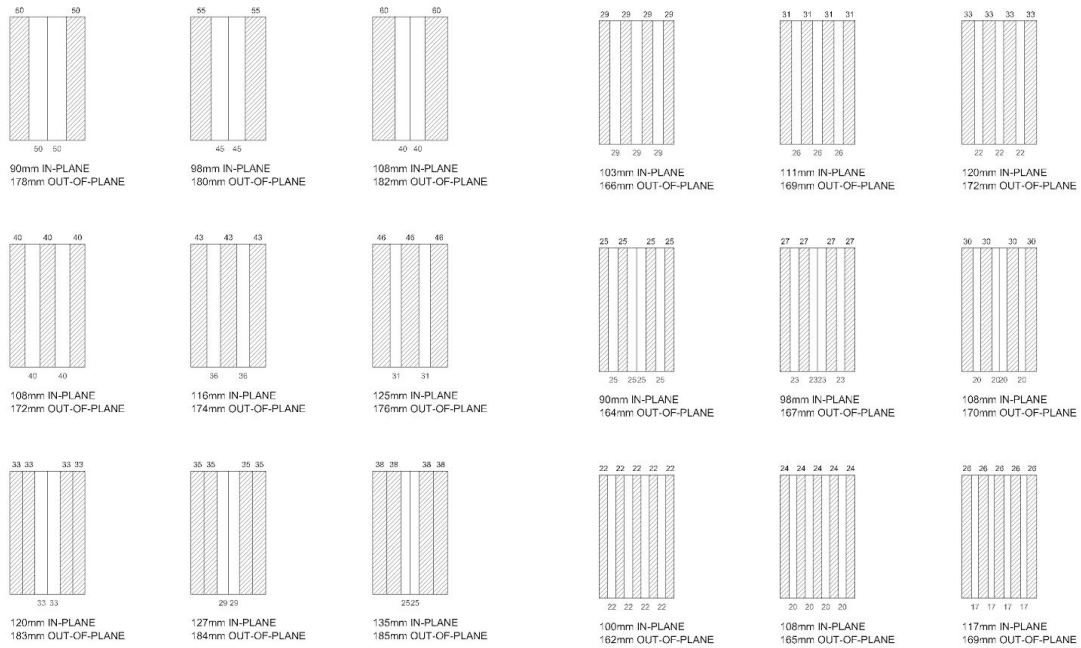 50 50
50 50
90mm IN-PLANE
178mm OUT-OF-PLANE
55 55
45 45
98mm IN-PLANE
180mm OUT-OF-PLANE
60 60
40 40
108mm IN-PLANE
182mm OUT-OF-PLANE
29 29 29 29
29 29 29
103mm IN-PLANE
166mm OUT-OF-PLANE
31 31 31 31
26 26 26
111mm IN-PLANE
169mm OUT-OF-PLANE
33 33 33 33
22 22 22
120mm IN-PLANE
172mm OUT-OF-PLANE
40 40 40
40 40
108mm IN-PLANE
172mm OUT-OF-PLANE
43 43 43
36 36
116mm IN-PLANE
174mm OUT-OF-PLANE
46 46 46
31 31
125mm IN-PLANE
176mm OUT-OF-PLANE
25 25 25 25
25 25 25 25
90mm IN-PLANE
164mm OUT-OF-PLANE
27 27 27 27
23 23 23 23
98mm IN-PLANE
167mm OUT-OF-PLANE
30 30 30 30
20 20 20 20
108mm IN-PLANE
170mm OUT-OF-PLANE
33 33 33 33
33 33
120mm IN-PLANE
183mm OUT-OF-PLANE
35 35 35 35
29 29
127mm IN-PLANE
184mm OUT-OF-PLANE
38 38 38 38
25 25
135mm IN-PLANE
185mm OUT-OF-PLANE
22 22 22 22 22
22 22 22 22
100mm IN-PLANE
162mm OUT-OF-PLANE
24 24 24 24 24
20 20 20 20
108mm IN-PLANE
165mm OUT-OF-PLANE
26 26 26 26 26
17 17 17 17
117mm IN-PLANE
169mm OUT-OF-PLANE